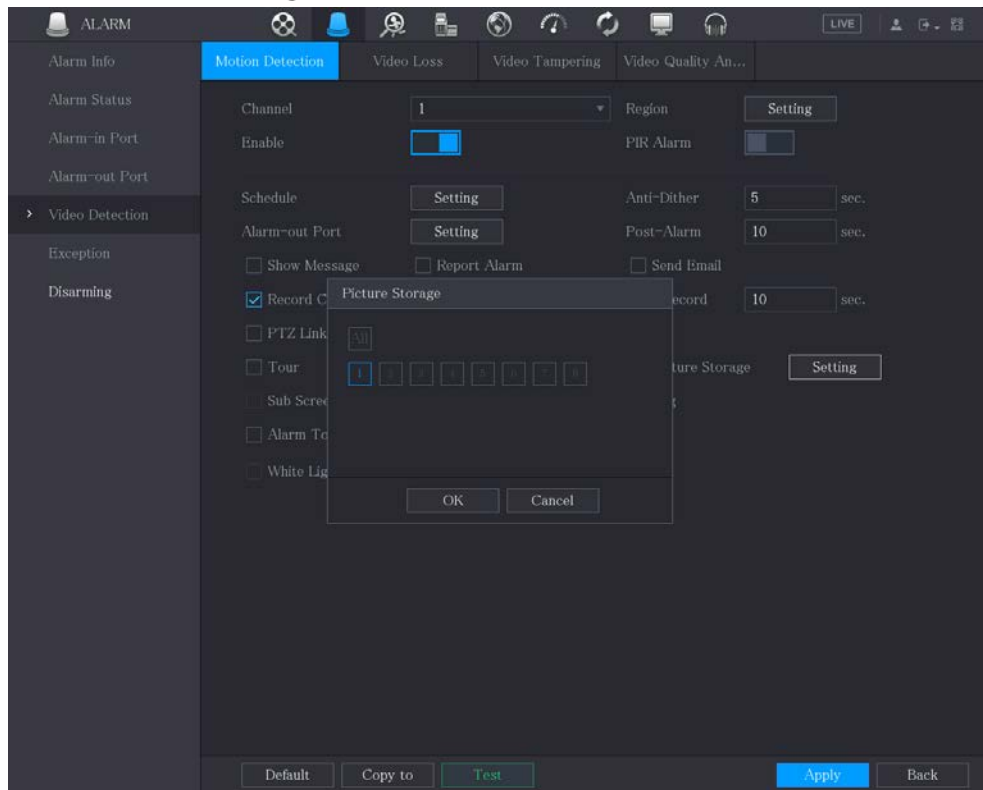 ALARM
LIVE
Alarm Info
Alarm Status
Alarm-in Port
Alarm-out Port
Video Detection
Exception
Disarming
Motion Detection Video Loss Video Tampering Video Quality An...
Channel 1 Region Setting
Enable PIR Alarm
Schedule Setting Anti-Dither 5 sec.
Alarm-out Port Setting Post-Alarm 10 sec.
Show Message Report Alarm Send Email
Record C ecord 10 sec.
PTZ Link
Tour ture Storage Setting
Sub Scree g
Alarm To
White Lig
Picture Storage
All
1 2 3 4 5 6 7 8
OK Cancel
Default Copy to Test Apply Back